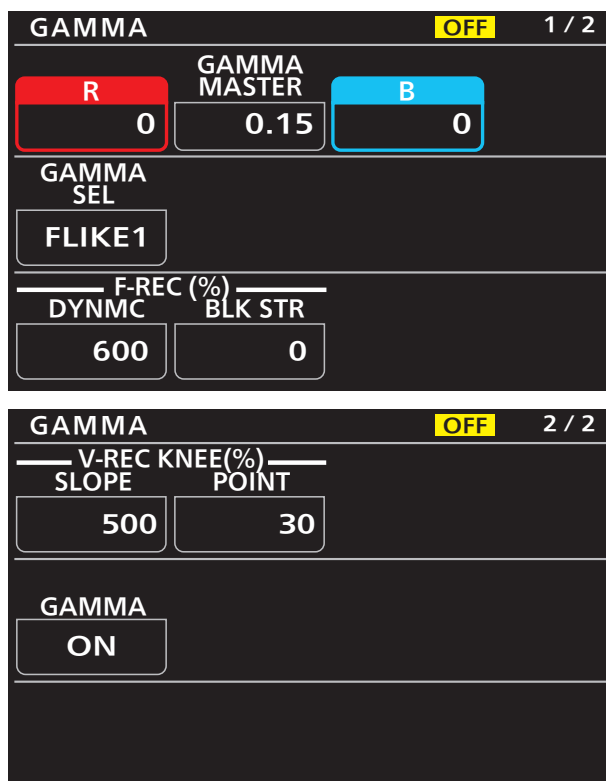 GAMMA OFF 1 / 2
GAMMA
R MASTER B
0 0.15 0
GAMMA
SEL
FLIKE1
F-REC (%)
DYNMC BLK STR
600 0
GAMMA OFF 2 / 2
V-REC KNEE(%)
SLOPE POINT
500 30
GAMMA
ON